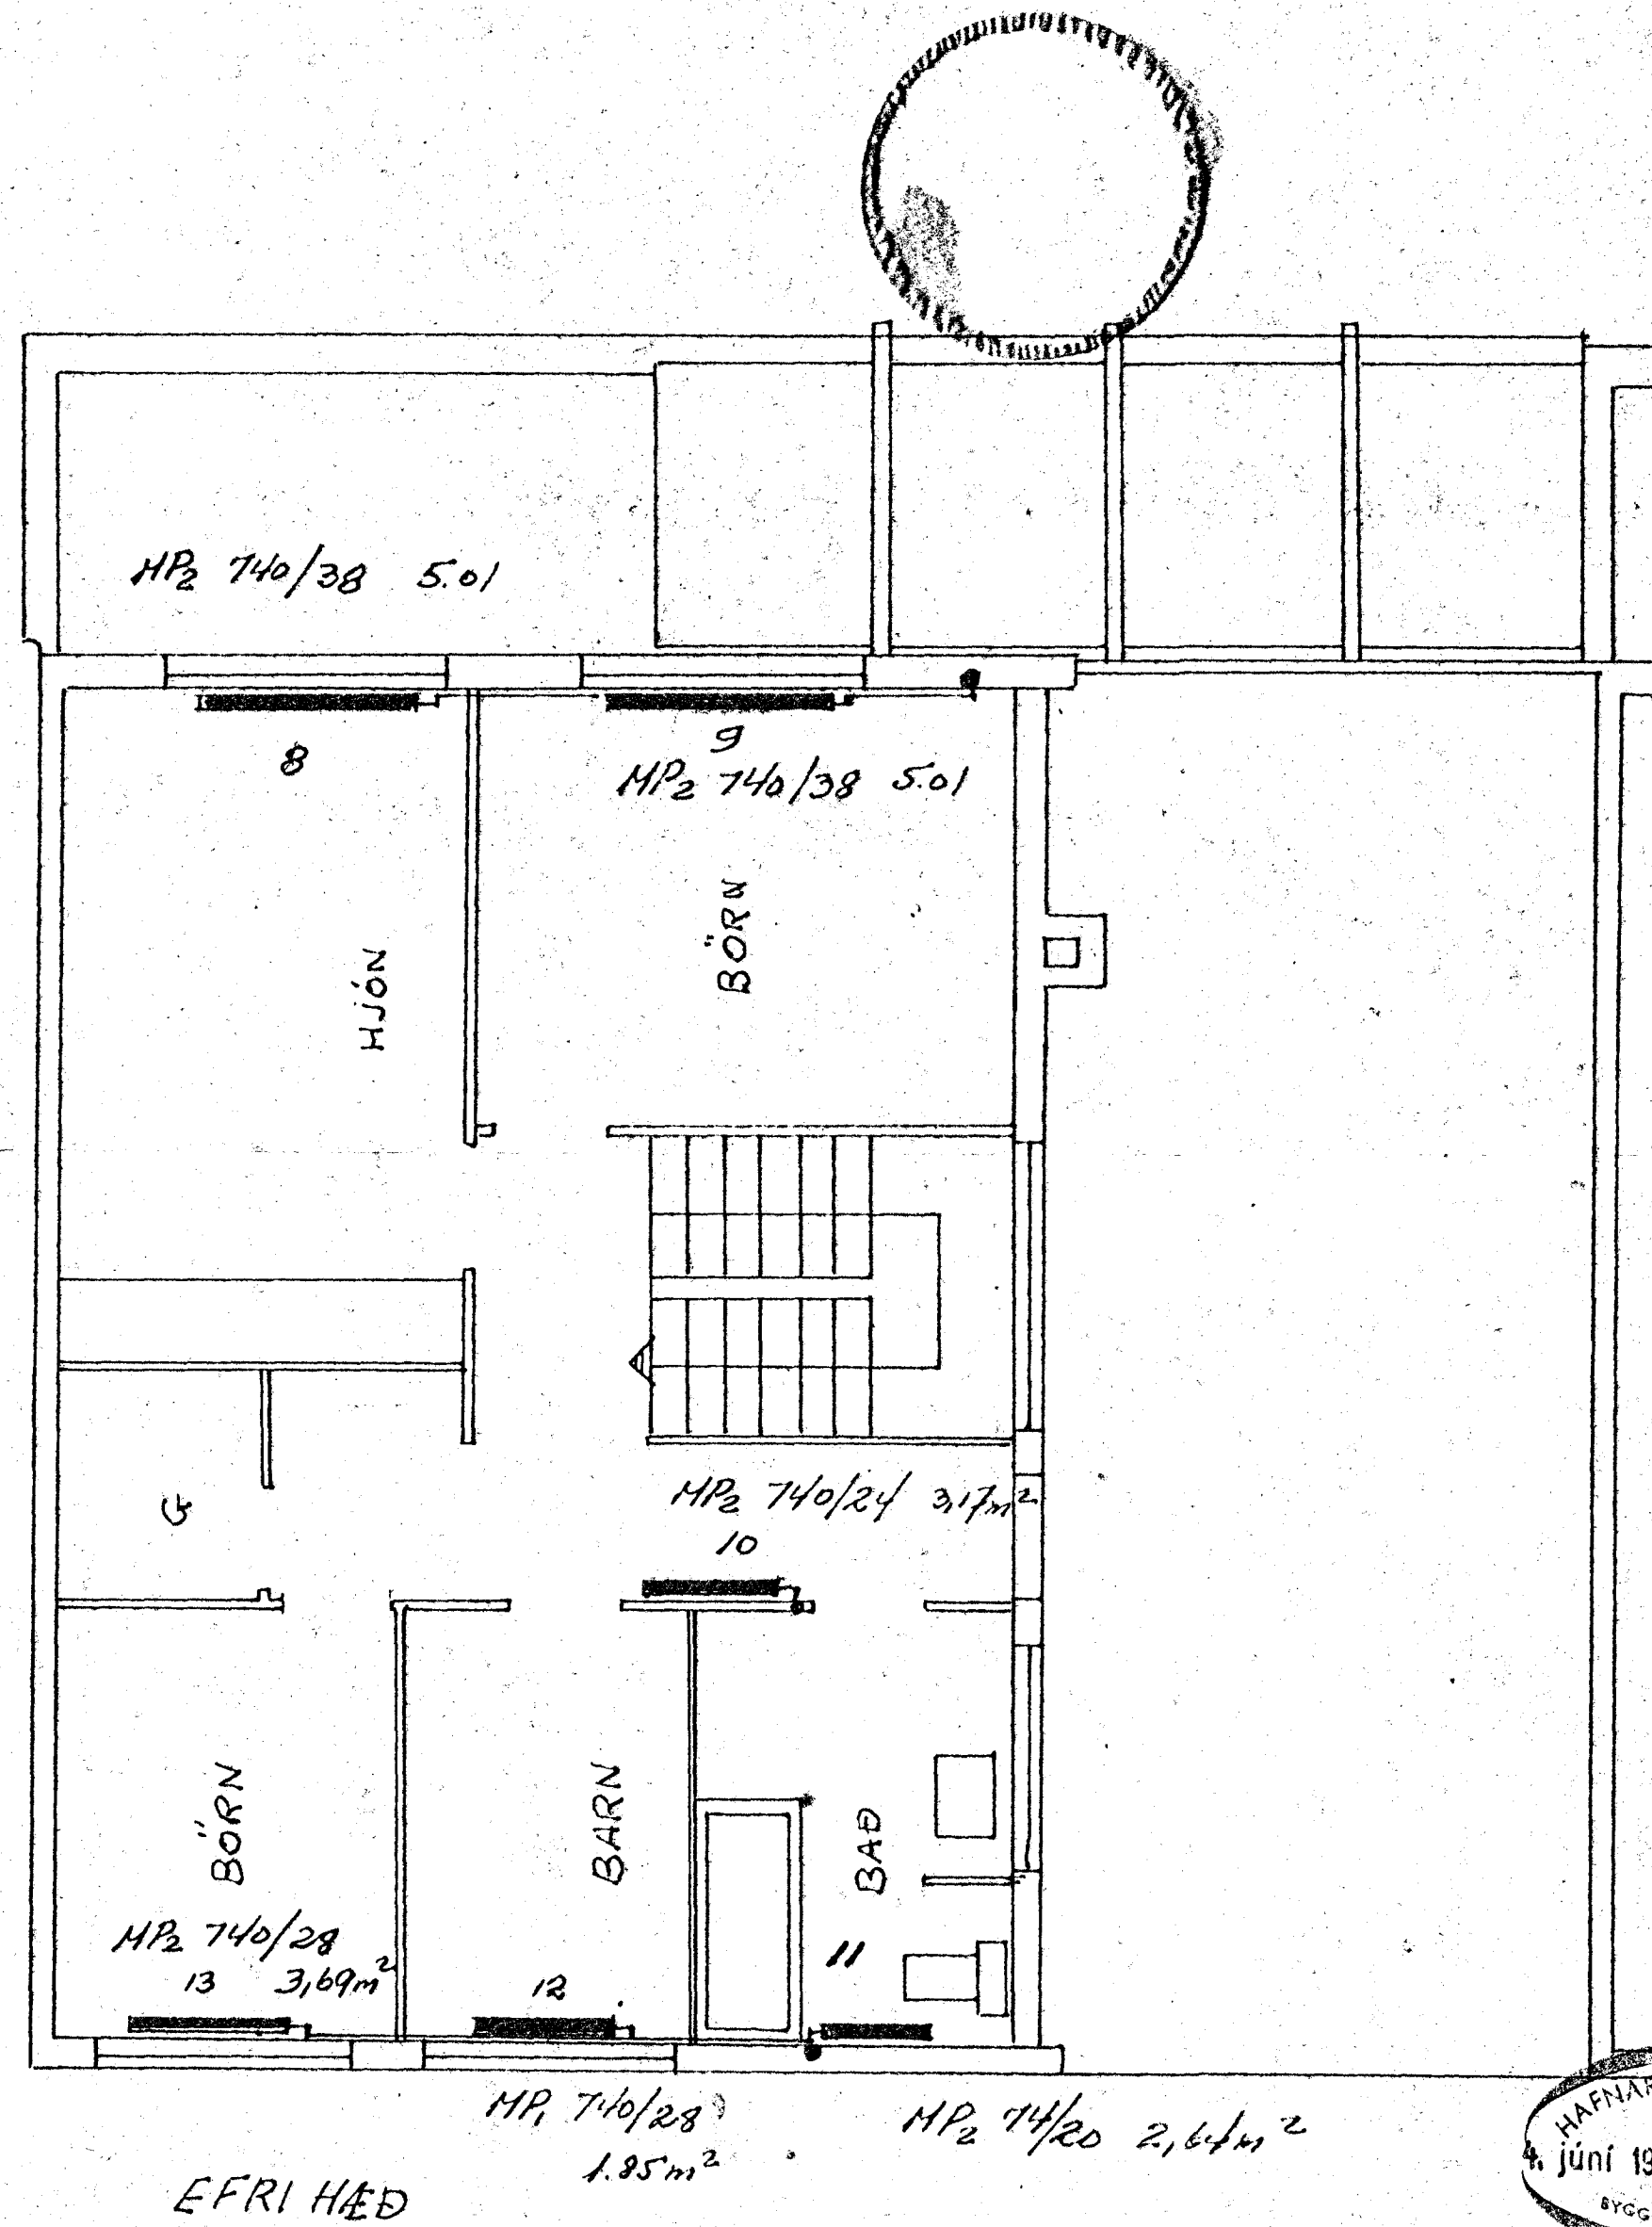 MP₂ 740/38 5.01
8
9
MP₂ 740/38 5.01
BÖRN
HJÓN
MP₂ 740/24 3,17m²
10
G
BÖRN
BARN
BAÐ
MP₂ 740/28
13 3,69m²
12
11
MP₁ 740/28
1.85m²
MP₂ 74/20 2,64m²
EFRI HÆÐ
4. júní 19